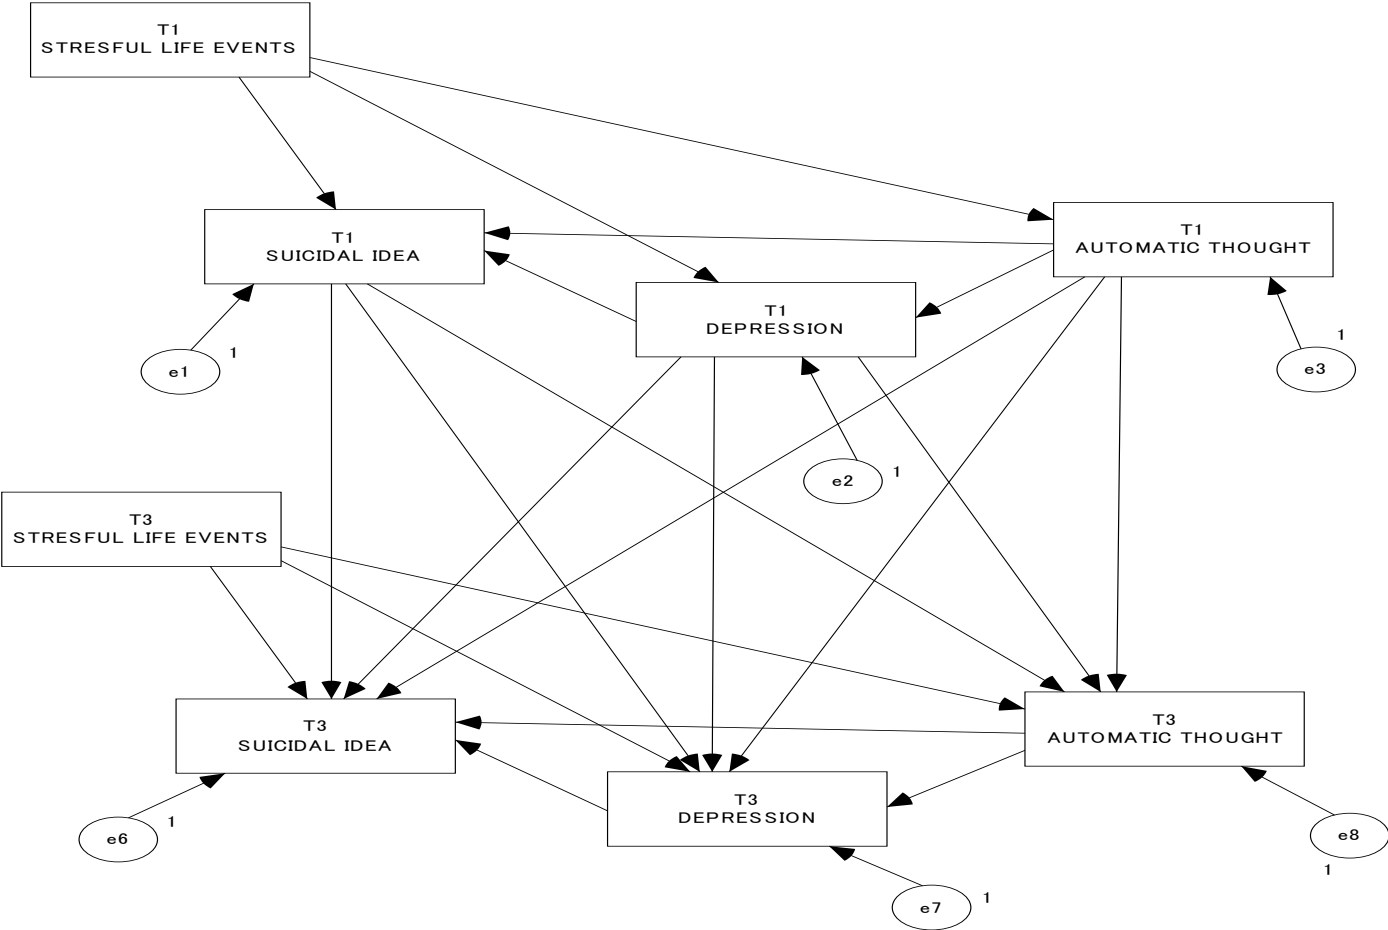 T1
STRESFUL LIFE EVENTS
T1
SUICIDAL IDEA
T1
AUTOMATIC THOUGHT
T1
DEPRESSION
e1
1
e3
1
e2
1
T3
STRESFUL LIFE EVENTS
T3
SUICIDAL IDEA
T3
AUTOMATIC THOUGHT
T3
DEPRESSION
e6
1
e8
1
e7
1